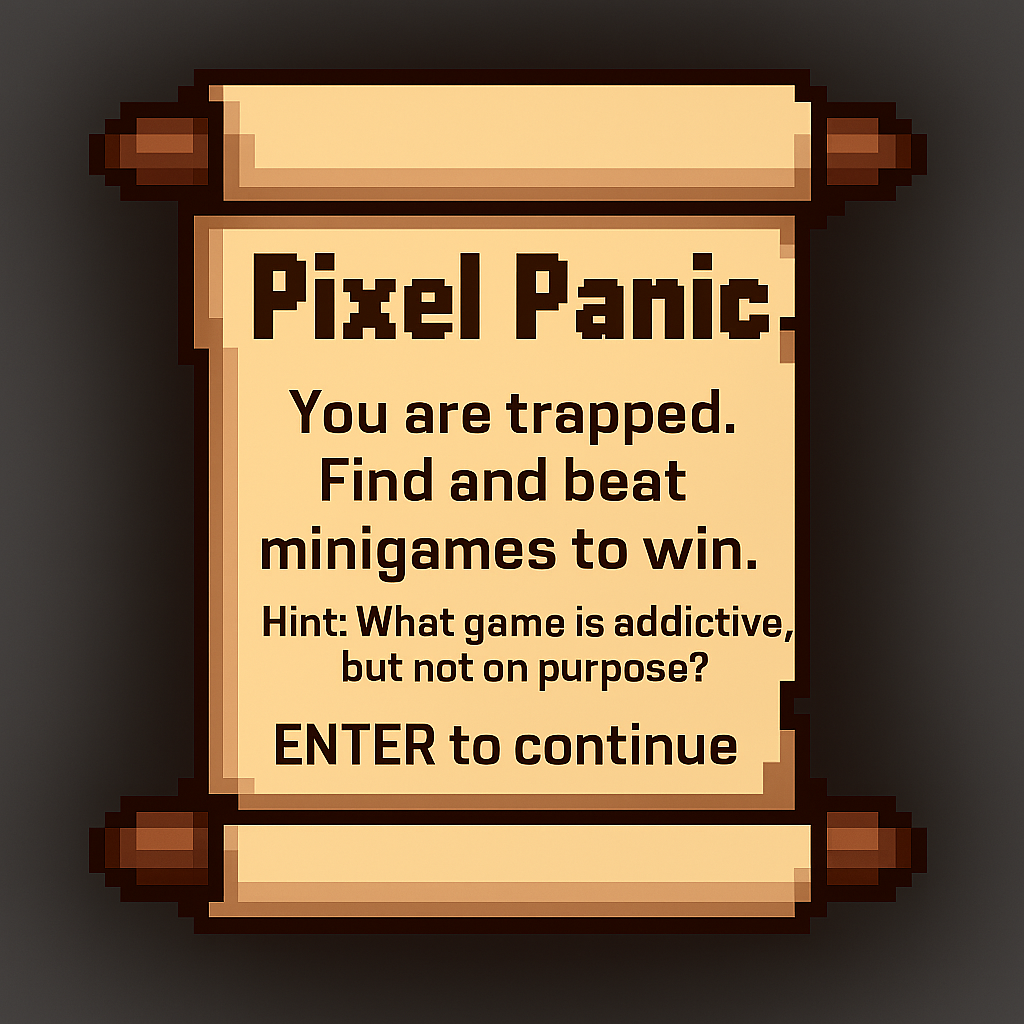 Pixel Panic.
You are trapped.
Find and beat
minigames to win.
Hint: What game is addictive,
but not on purpose?
ENTER to continue